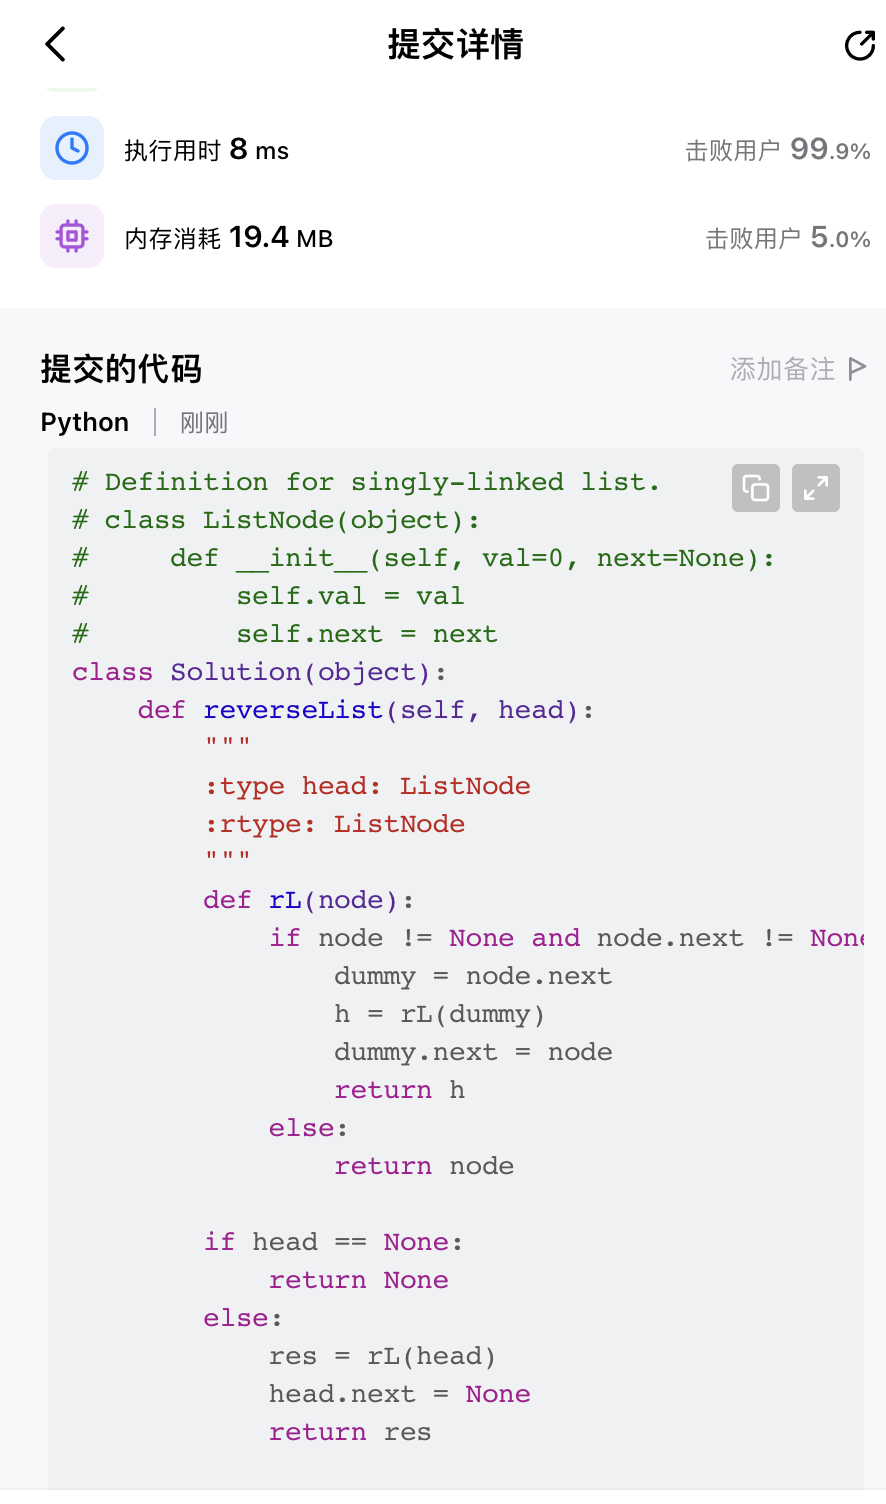 提交详情
执行用时 8 ms 击败用户 99.9%
内存消耗 19.4 MB 击败用户 5.0%
提交的代码 添加备注
Python 刚刚
# Definition for singly-linked list.
# class ListNode(object):
#     def __init__(self, val=0, next=None):
#         self.val = val
#         self.next = next
class Solution(object):
    def reverseList(self, head):
        """
        :type head: ListNode
        :rtype: ListNode
        """
        def rL(node):
            if node != None and node.next != None
                dummy = node.next
                h = rL(dummy)
                dummy.next = node
                return h
            else:
                return node
        if head == None:
            return None
        else:
            res = rL(head)
            head.next = None
            return res